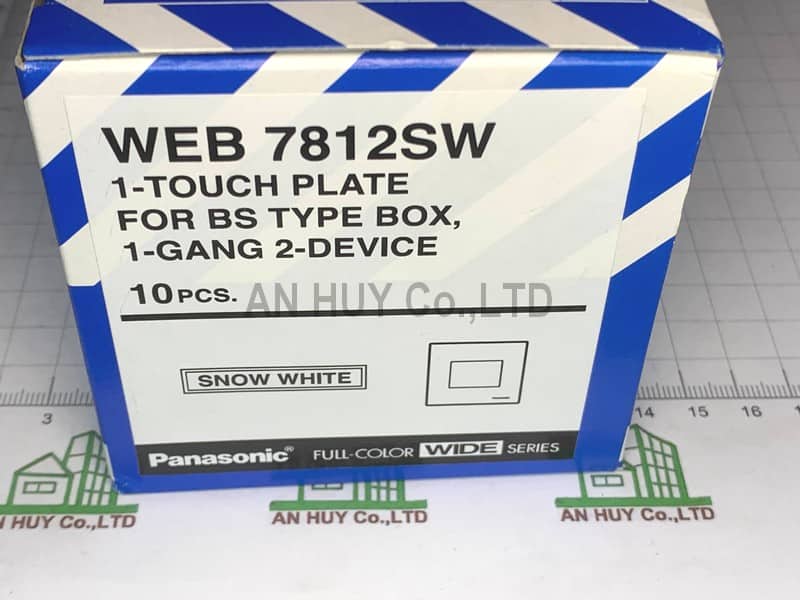 WEB 7812SW
1-TOUCH PLATE
FOR BS TYPE BOX,
1-GANG 2-DEVICE
10 PCS.
AN HUY Co.,LTD
SNOW WHITE
Panasonic® FULL-COLOR WIDE SERIES
3
14 15 16
AN HUY Co.,LTD
AN HUY Co.,LTD
AN HUY Co.,LTD